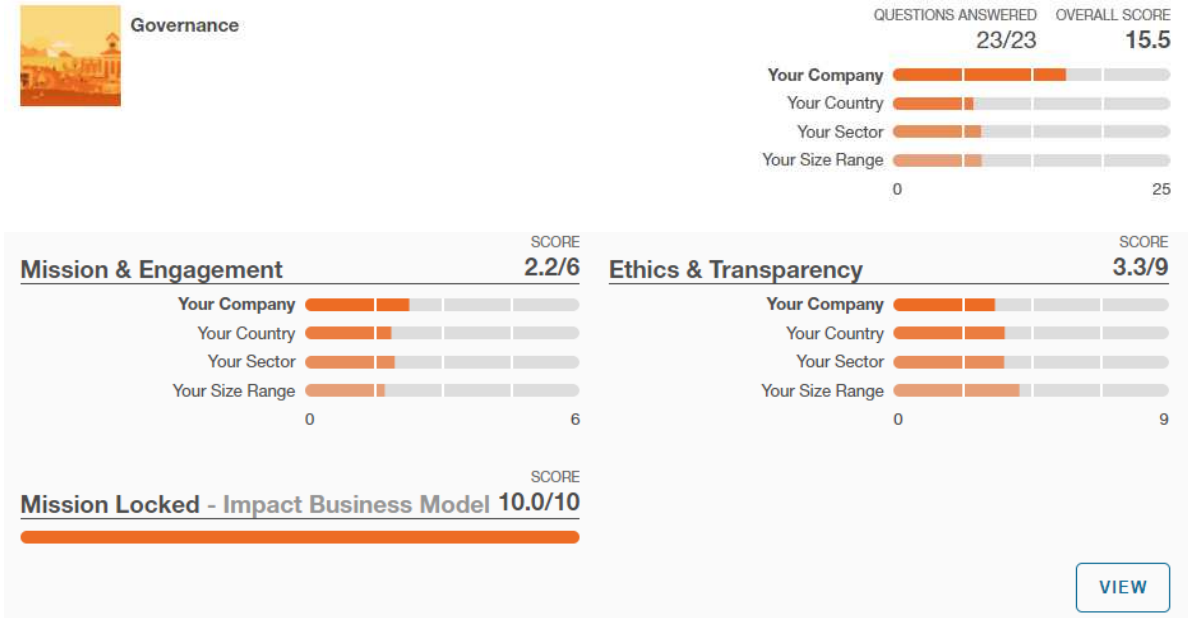 Governance
QUESTIONS ANSWERED OVERALL SCORE
23/23 15.5
Your Company
Your Country
Your Sector
Your Size Range
0 25
SCORE
Mission & Engagement 2.2/6
Your Company
Your Country
Your Sector
Your Size Range
0 6
SCORE
Ethics & Transparency 3.3/9
Your Company
Your Country
Your Sector
Your Size Range
0 9
SCORE
Mission Locked - Impact Business Model 10.0/10
VIEW